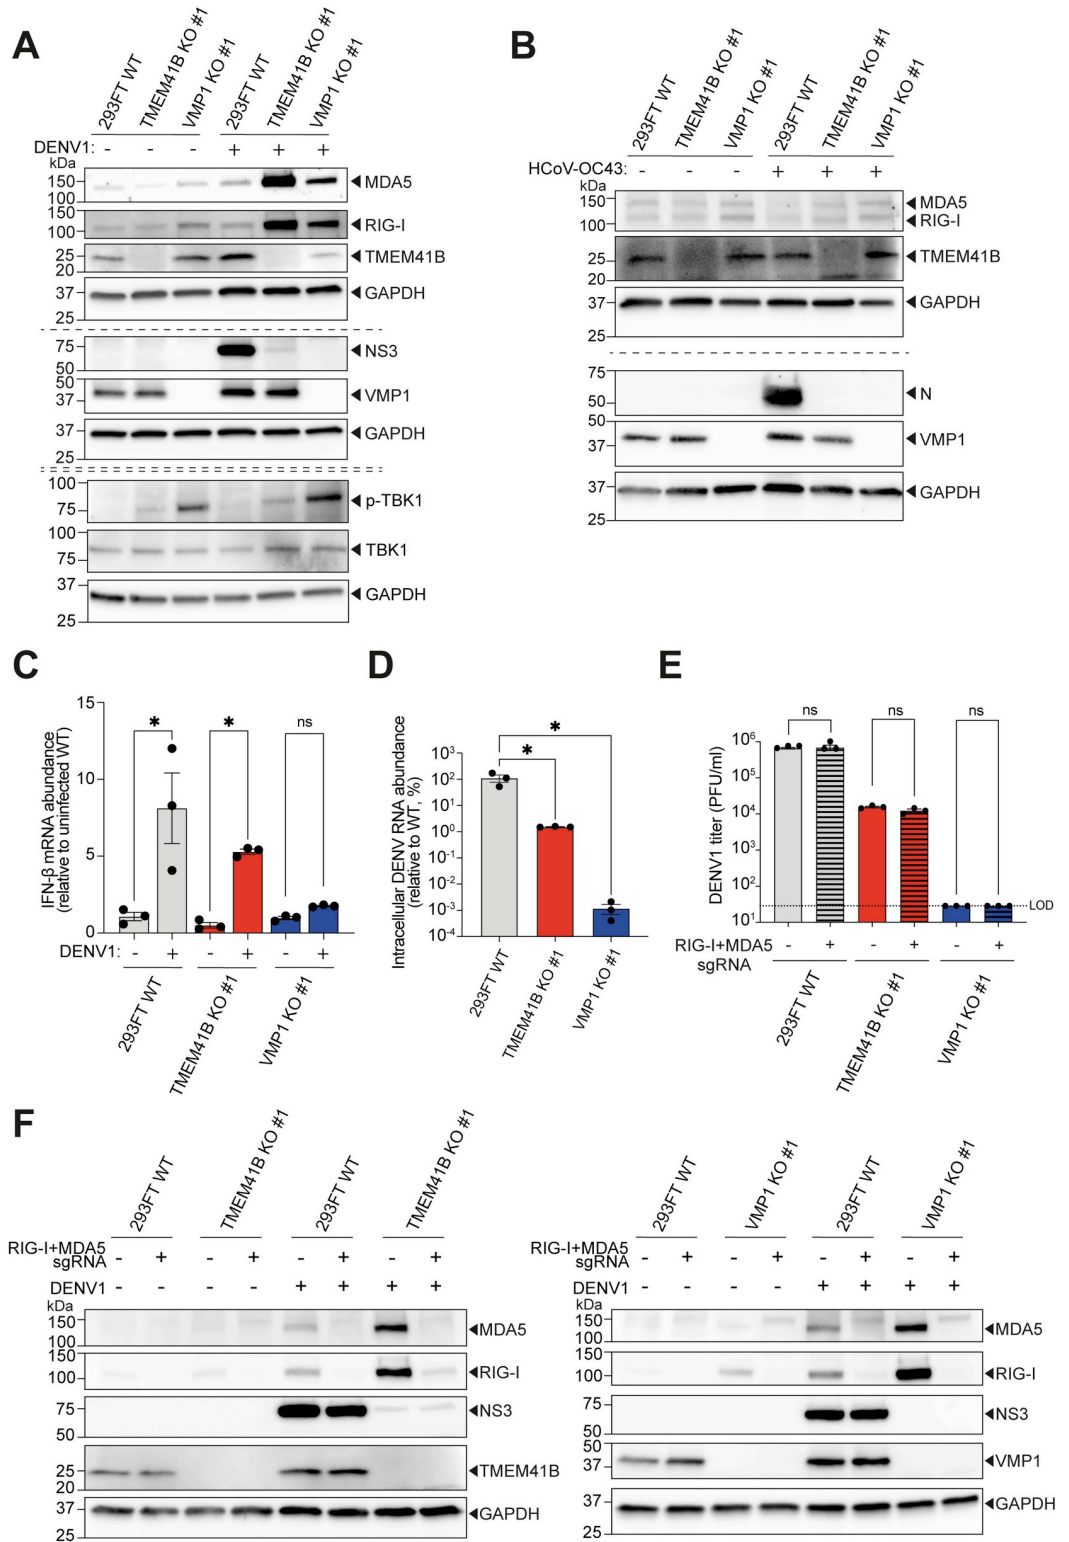 A
293FT WT
TMEM41B KO #1
VMP1 KO #1
293FT WT
TMEM41B KO #1
VMP1 KO #1
DENV1: - - - + + +
kDa
150
100
MDA5
150
100
RIG-I
25
20
TMEM41B
37
25
GAPDH
75
50
NS3
50
37
VMP1
37
25
GAPDH
100
75
p-TBK1
100
75
TBK1
37
25
GAPDH
B
293FT WT
TMEM41B KO #1
VMP1 KO #1
293FT WT
TMEM41B KO #1
VMP1 KO #1
HCoV-OC43: - - - + + +
kDa
150
100
MDA5
RIG-I
25
20
TMEM41B
37
25
GAPDH
75
50
N
50
37
VMP1
37
25
GAPDH
C
IFN-β mRNA abundance
(relative to uninfected WT)
15
10
5
0
* * ns
DENV1: - + - + - +
293FT WT
TMEM41B KO #1
VMP1 KO #1
D
Intracellular DENV RNA abundance
(relative to WT, %)
10³
10²
10¹
10⁰
10⁻¹
10⁻²
10⁻³
10⁻⁴
*
*
293FT WT
TMEM41B KO #1
VMP1 KO #1
E
DENV1 titer (PFU/ml)
10⁶
10⁵
10⁴
10³
10²
10¹
ns ns ns
LOD
RIG-I+MDA5
sgRNA
- + - + - +
293FT WT
TMEM41B KO #1
VMP1 KO #1
F
293FT WT
TMEM41B KO #1
293FT WT
TMEM41B KO #1
RIG-I+MDA5
sgRNA - + - - - + - +
DENV1 - - - - + + + +
kDa
150
100
MDA5
150
100
RIG-I
75
50
NS3
25
20
TMEM41B
37
25
GAPDH
293FT WT
VMP1 KO #1
293FT WT
VMP1 KO #1
RIG-I+MDA5
sgRNA - + - + - + - +
DENV1 - - - - + + + +
kDa
150
100
MDA5
150
100
RIG-I
75
50
NS3
50
37
VMP1
37
25
GAPDH